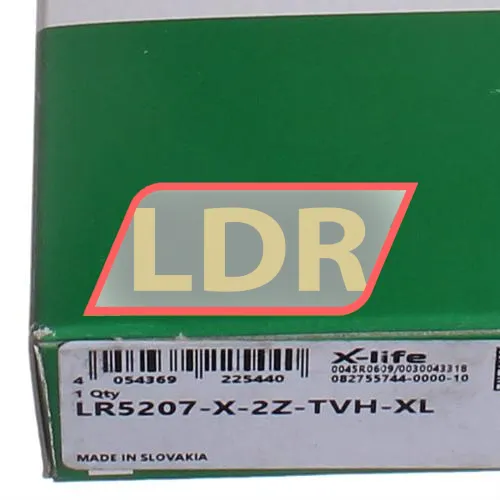 LDR
X-life
0045R0609/0030043318
082755744-0000-10
4 054369 225440
1 Qty
LR5207-X-2Z-TVH-XL
MADE IN SLOVAKIA